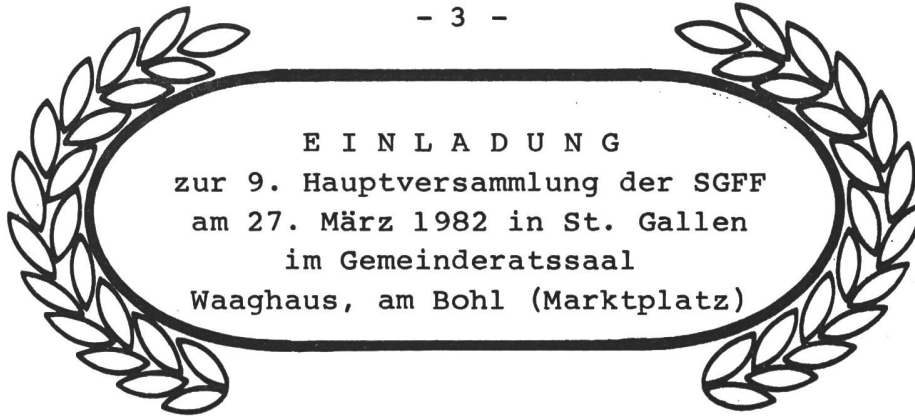 - 3 -
E I N L A D U N G
zur 9. Hauptversammlung der SGFF
am 27. März 1982 in St. Gallen
im Gemeinderatssaal
Waaghaus, am Bohl (Marktplatz)